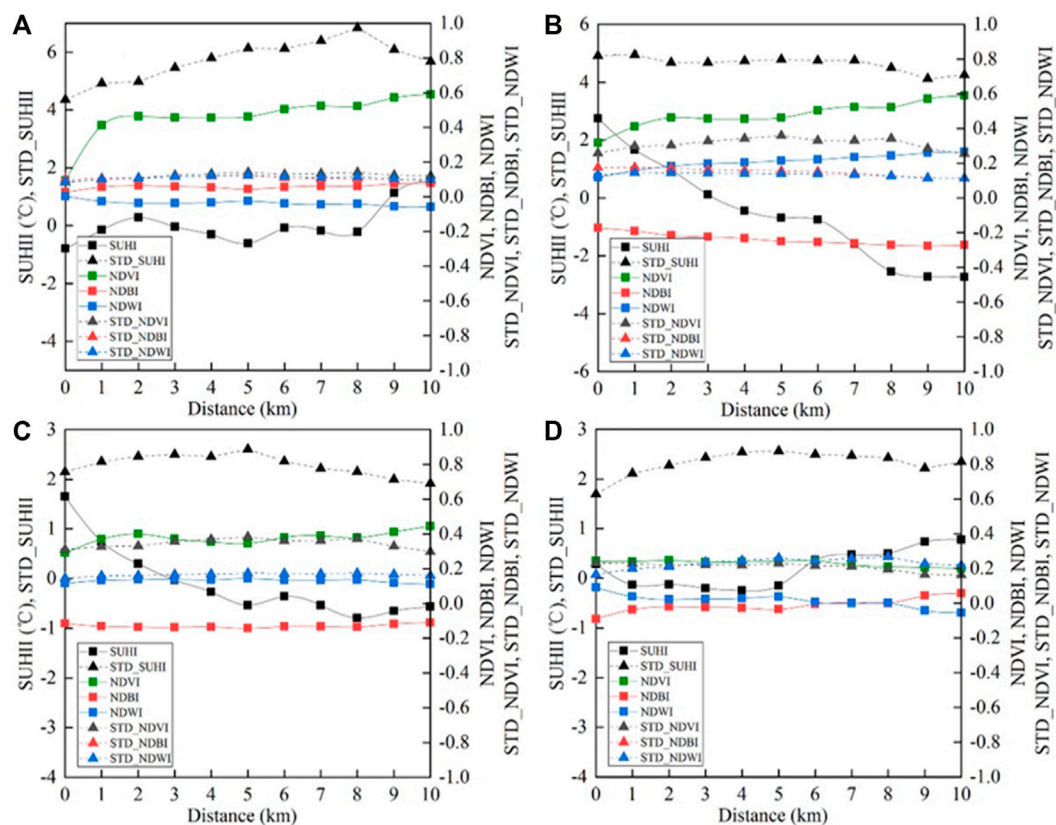 A
6
4
2
0
-2
-4
SUHII (℃), STD_SUHII
SUHI
STD_SUHI
NDVI
NDBI
NDWI
STD_NDVI
STD_NDBI
STD_NDWI
0 1 2 3 4 5 6 7 8 9 10
Distance (km)
1.0
0.8
0.6
0.4
0.2
0.0
-0.2
-0.4
-0.6
-0.8
-1.0
NDVI, NDBI, NDWI
STD_NDVI, STD_NDBI, STD_NDWI
B
6
4
2
0
-2
-4
-6
SUHII (℃), STD_SUHII
SUHI
STD_SUHI
NDVI
NDBI
NDWI
STD_NDVI
STD_NDBI
STD_NDWI
0 1 2 3 4 5 6 7 8 9 10
Distance (km)
1.0
0.8
0.6
0.4
0.2
0.0
-0.2
-0.4
-0.6
-0.8
-1.0
NDVI, NDBI, NDWI
STD_NDVI, STD_NDBI, STD_NDWI
C
3
2
1
0
-1
-2
-3
-4
SUHII (℃), STD_SUHII
SUHI
STD_SUHI
NDVI
NDBI
NDWI
STD_NDVI
STD_NDBI
STD_NDWI
0 1 2 3 4 5 6 7 8 9 10
Distance (km)
1.0
0.8
0.6
0.4
0.2
0.0
-0.2
-0.4
-0.6
-0.8
-1.0
NDVI, NDBI, NDWI
STD_NDVI, STD_NDBI, STD_NDWI
D
3
2
1
0
-1
-2
-3
-4
SUHII (℃), STD_SUHII
SUHI
STD_SUHI
NDVI
NDBI
NDWI
STD_NDVI
STD_NDBI
STD_NDWI
0 1 2 3 4 5 6 7 8 9 10
Distance (km)
1.0
0.8
0.6
0.4
0.2
0.0
-0.2
-0.4
-0.6
-0.8
-1.0
NDVI, NDBI, NDWI
STD_NDVI, STD_NDBI, STD_NDWI